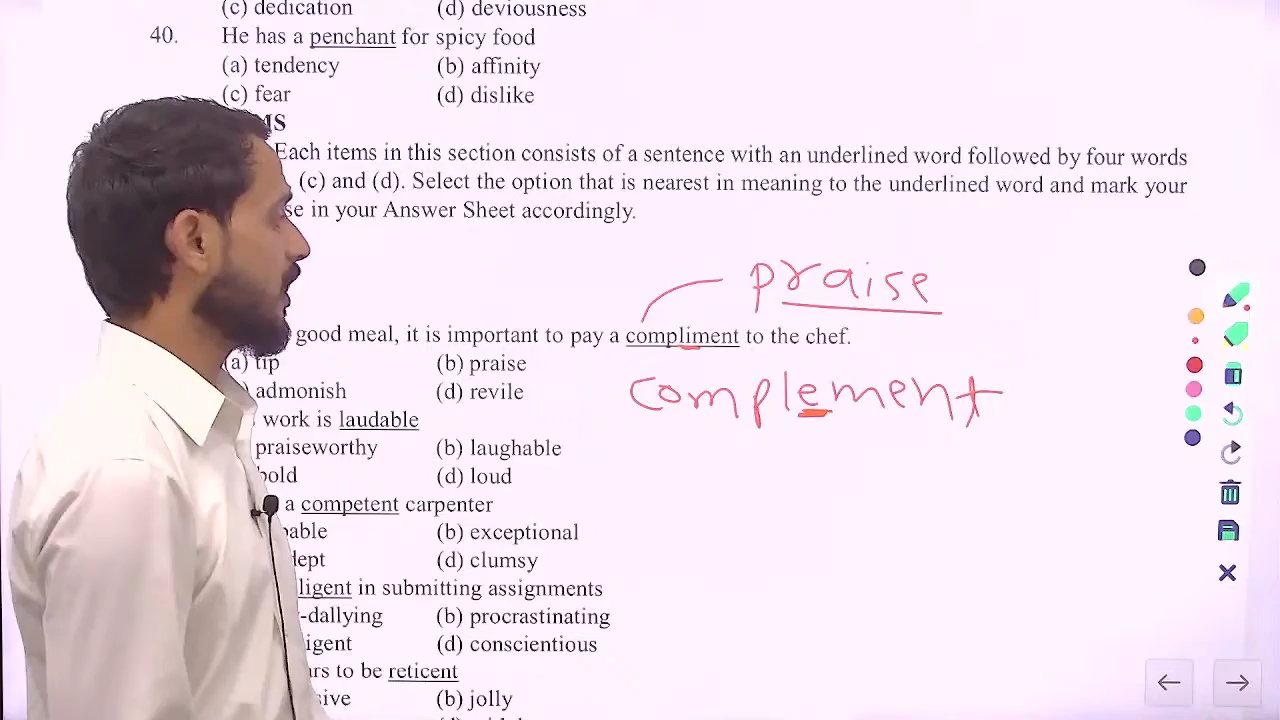 (c) dedication (d) deviousness
40. He has a penchant for spicy food
(a) tendency (b) affinity
(c) fear (d) dislike
MS
Each items in this section consists of a sentence with an underlined word followed by four words
(c) and (d). Select the option that is nearest in meaning to the underlined word and mark your
se in your Answer Sheet accordingly.
praise
good meal, it is important to pay a compliment to the chef.
(a) tip (b) praise
complement
admonish (d) revile
work is laudable
praiseworthy (b) laughable
bold (d) loud
a competent carpenter
pable (b) exceptional
dept (d) clumsy
ligent in submitting assignments
-dallying (b) procrastinating
igent (d) conscientious
rs to be reticent
sive (b) jolly